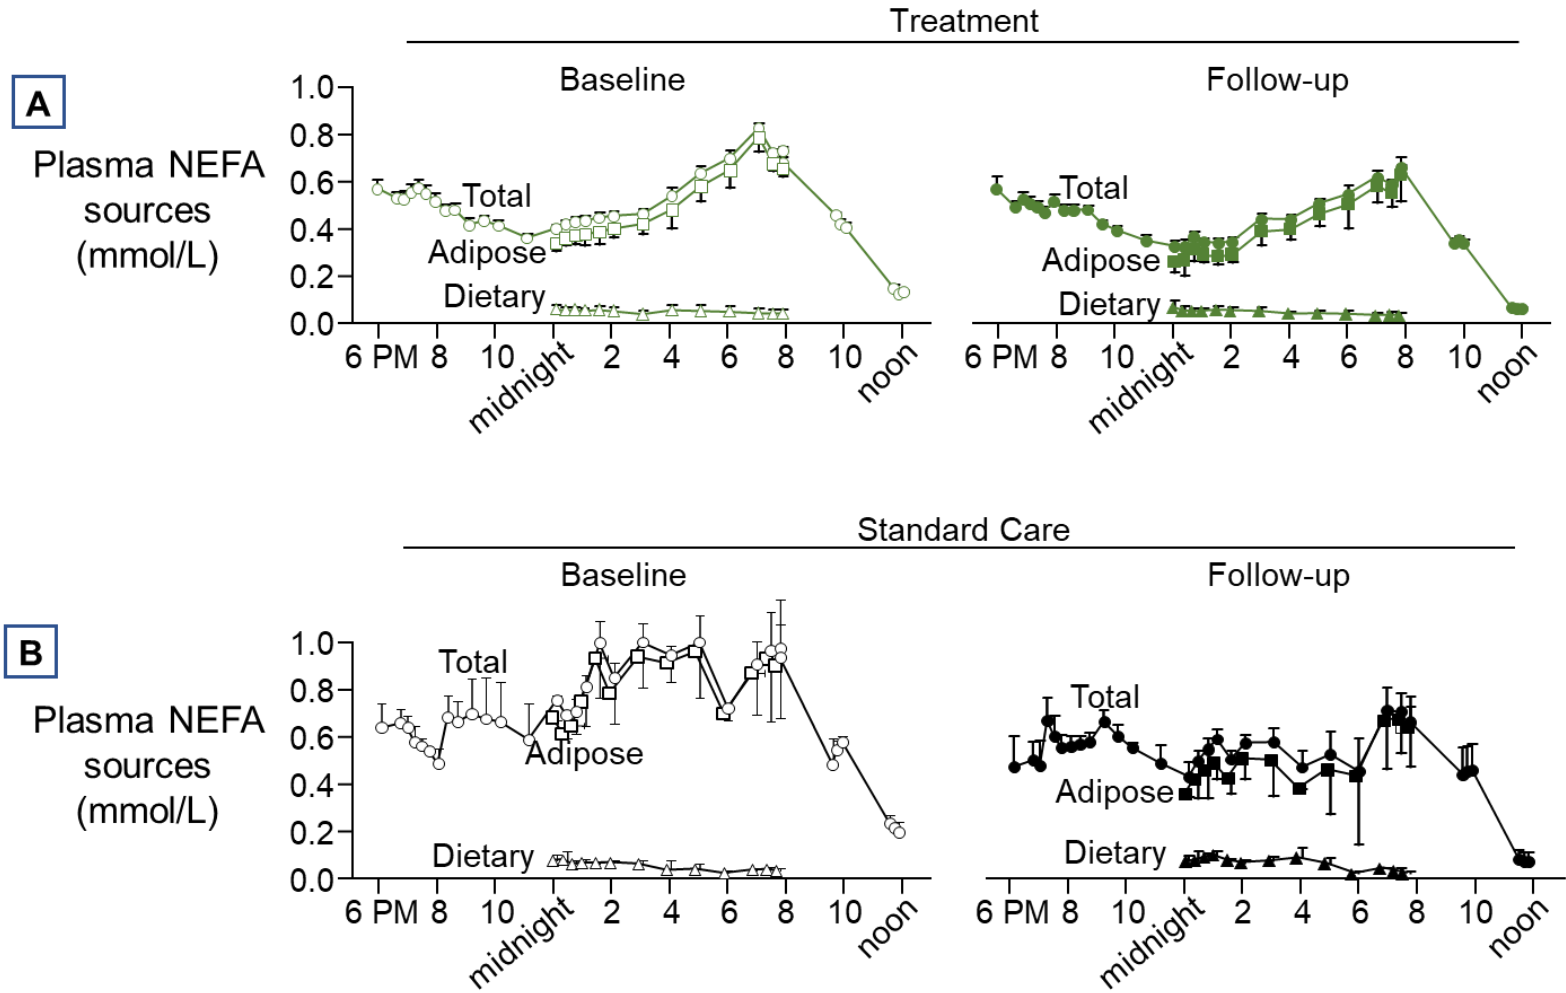 Treatment
A
Baseline
Follow-up
Plasma NEFA
sources
(mmol/L)
1.0
0.8
0.6
0.4
0.2
0.0
Total
Adipose
Dietary
6 PM 8 10 midnight 2 4 6 8 10 noon
Total
Adipose
Dietary
6 PM 8 10 midnight 2 4 6 8 10 noon
Standard Care
B
Baseline
Follow-up
Plasma NEFA
sources
(mmol/L)
1.0
0.8
0.6
0.4
0.2
0.0
Total
Adipose
Dietary
6 PM 8 10 midnight 2 4 6 8 10 noon
Total
Adipose
Dietary
6 PM 8 10 midnight 2 4 6 8 10 noon